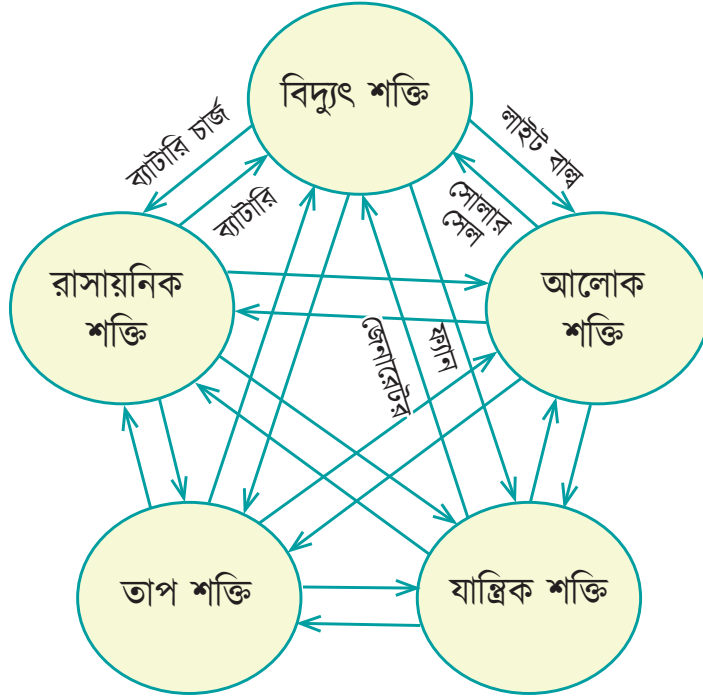 বিদ্যুৎ শক্তি
ব্যাটারি চার্জ
লাইট বাল্ব
ব্যাটারি
সোলার
সেল
রাসায়নিক
শক্তি
আলোক
শক্তি
জেনারেটর
ফ্যান
তাপ শক্তি
যান্ত্রিক শক্তি